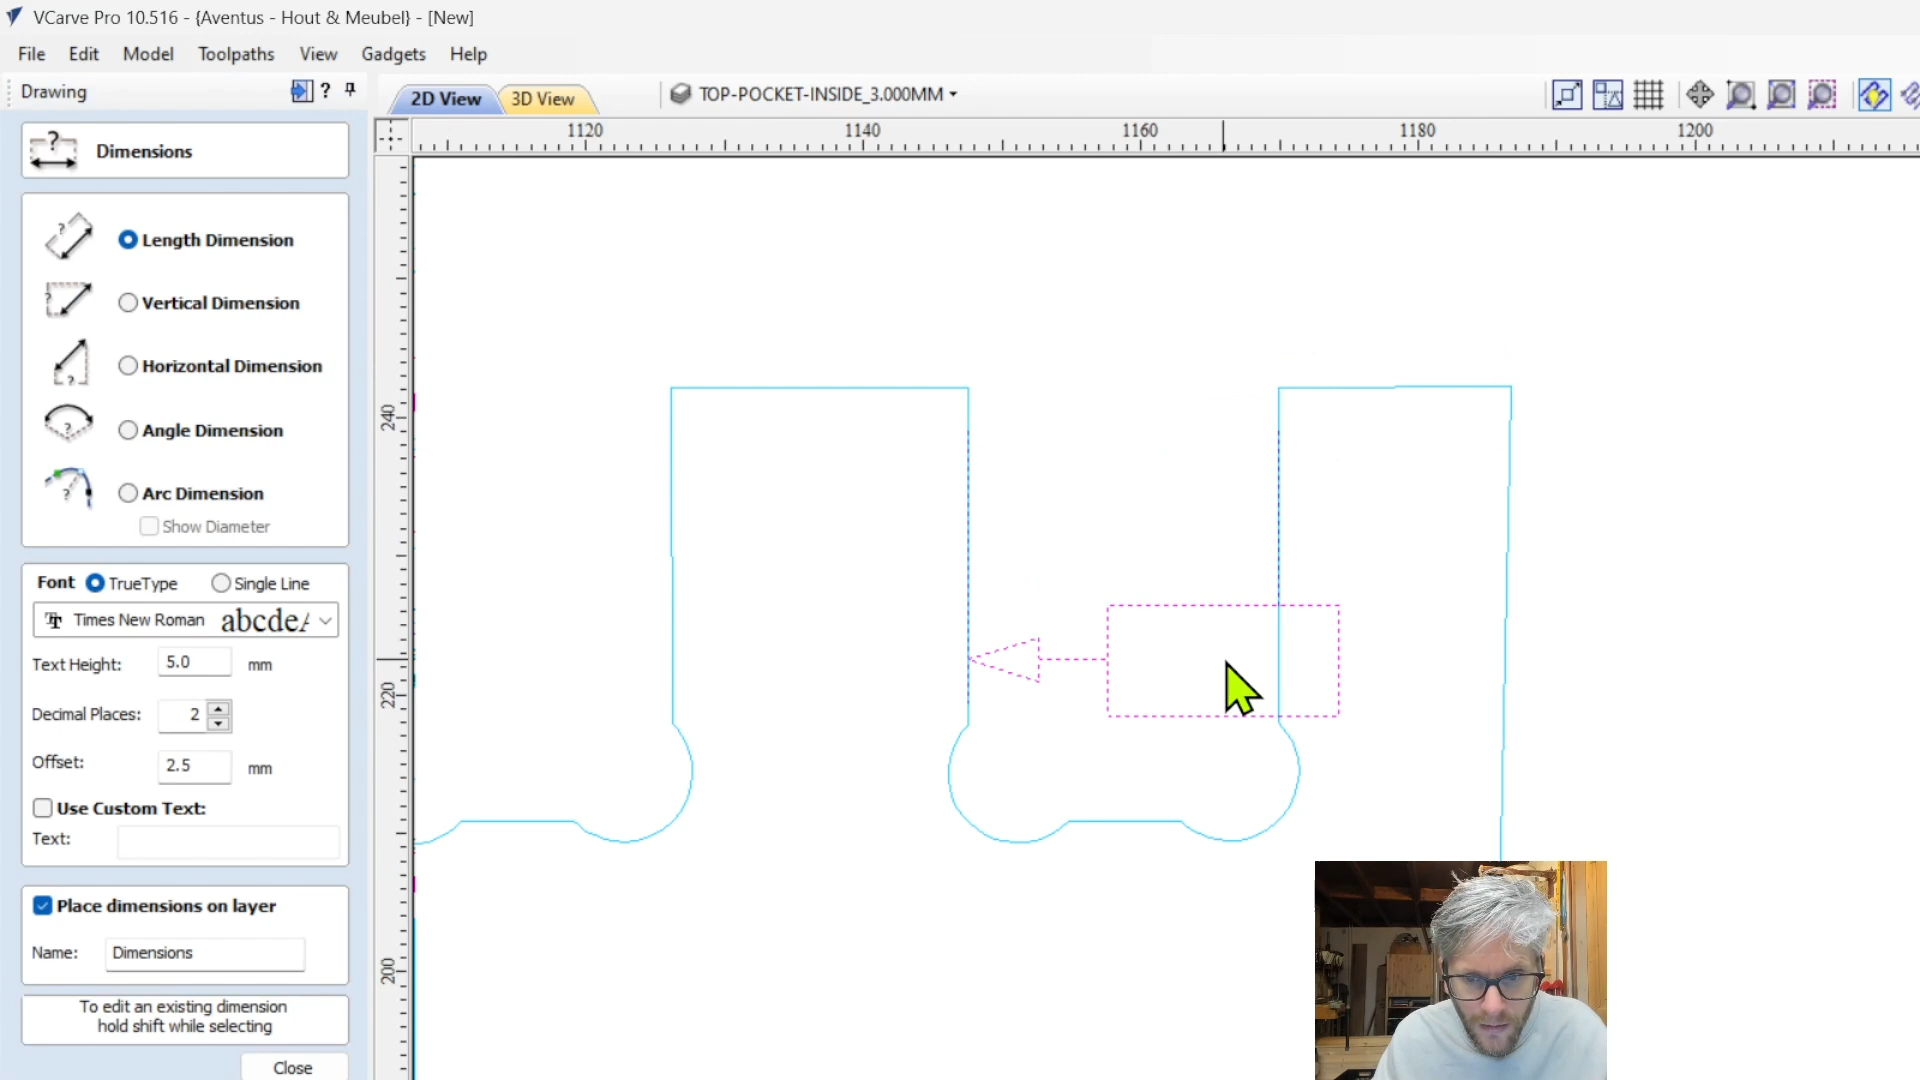 VCarve Pro 10.516 - {Aventus - Hout & Meubel} - [New]
File Edit Model Toolpaths View Gadgets Help
Drawing ?
2D View 3D View TOP-POCKET-INSIDE_3.000MM
1120 1140 1160 1180 1200
Dimensions
Length Dimension
Vertical Dimension
Horizontal Dimension
Angle Dimension
Arc Dimension
Show Diameter
240
220
200
Font TrueType Single Line
Times New Roman abcdeA
Text Height: 5.0 mm
Decimal Places: 2
Offset: 2.5 mm
Use Custom Text:
Text:
Place dimensions on layer
Name: Dimensions
To edit an existing dimension
hold shift while selecting
Close